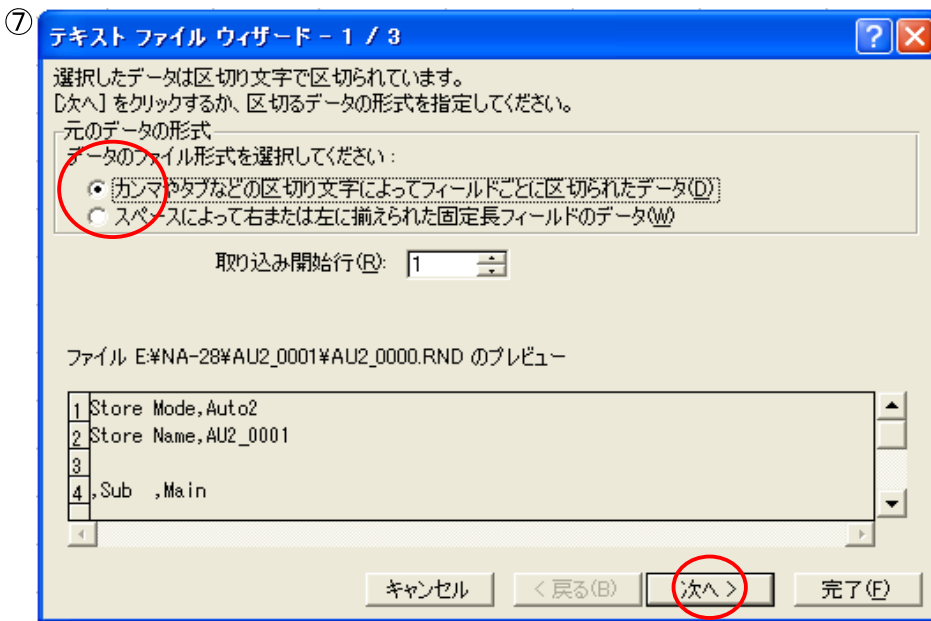 ⑦
テキスト ファイル ウィザード - 1 / 3
選択したデータは区切り文字で区切られています。
[次へ] をクリックするか、区切るデータの形式を指定してください。
元のデータの形式
データのファイル形式を選択してください:
カンマやタブなどの区切り文字によってフィールドごとに区切られたデータ(D)
スペースによって右または左に揃えられた固定長フィールドのデータ(W)
取り込み開始行(R): 1
ファイル E:¥NA-28¥AU2_0001¥AU2_0000.RND のプレビュー
1 Store Mode,Auto2
2 Store Name,AU2_0001
3
4 ,Sub  ,Main
キャンセル < 戻る(B) 次へ > 完了(F)